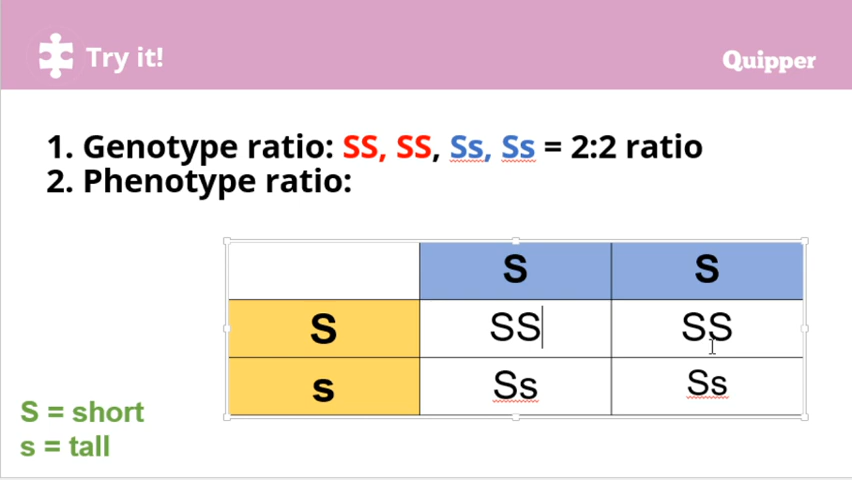 Try it!
Quipper
1. Genotype ratio: SS, SS, Ss, Ss = 2:2 ratio
2. Phenotype ratio:
S S
S SS SS
s Ss Ss
S = short
s = tall